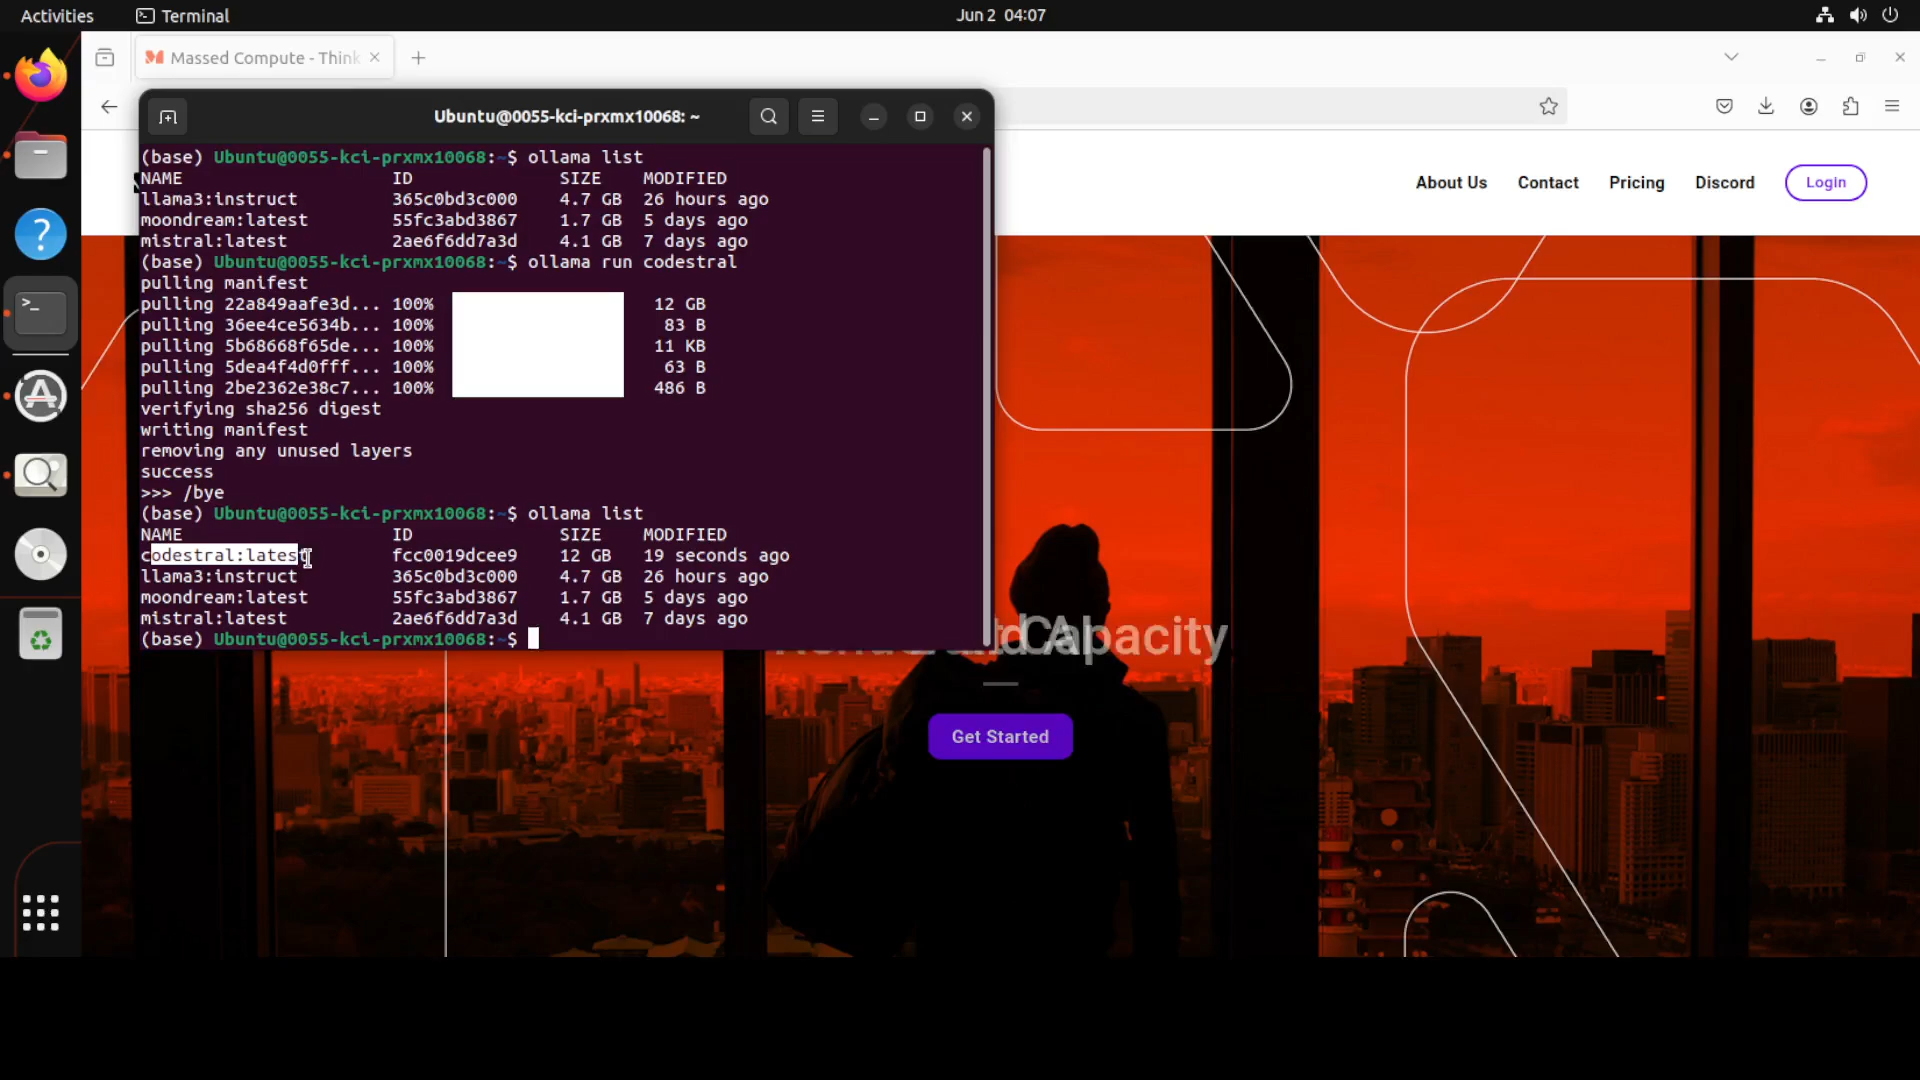 Activities
Terminal
Jun 2 04:07
Massed Compute - Think
Ubuntu@0055-kci-prxmx10068: ~
(base) Ubuntu@0055-kci-prxmx10068:~$ ollama list
NAME ID SIZE MODIFIED
llama3:instruct 365c0bd3c000 4.7 GB 26 hours ago
moondream:latest 55fc3abd3867 1.7 GB 5 days ago
mistral:latest 2ae6f6dd7a3d 4.1 GB 7 days ago
(base) Ubuntu@0055-kci-prxmx10068:~$ ollama run codestral
pulling manifest
pulling 22a849aafe3d... 100% 12 GB
pulling 36ee4ce5634b... 100% 83 B
pulling 5b68668f65de... 100% 11 KB
pulling 5dea4f4d0fff... 100% 63 B
pulling 2be2362e38c7... 100% 486 B
verifying sha256 digest
writing manifest
removing any unused layers
success
>>> /bye
(base) Ubuntu@0055-kci-prxmx10068:~$ ollama list
NAME ID SIZE MODIFIED
codestral:latest fcc0019dcee9 12 GB 19 seconds ago
llama3:instruct 365c0bd3c000 4.7 GB 26 hours ago
moondream:latest 55fc3abd3867 1.7 GB 5 days ago
mistral:latest 2ae6f6dd7a3d 4.1 GB 7 days ago
(base) Ubuntu@0055-kci-prxmx10068:~$
About Us
Contact
Pricing
Discord
Login
Capacity
Get Started